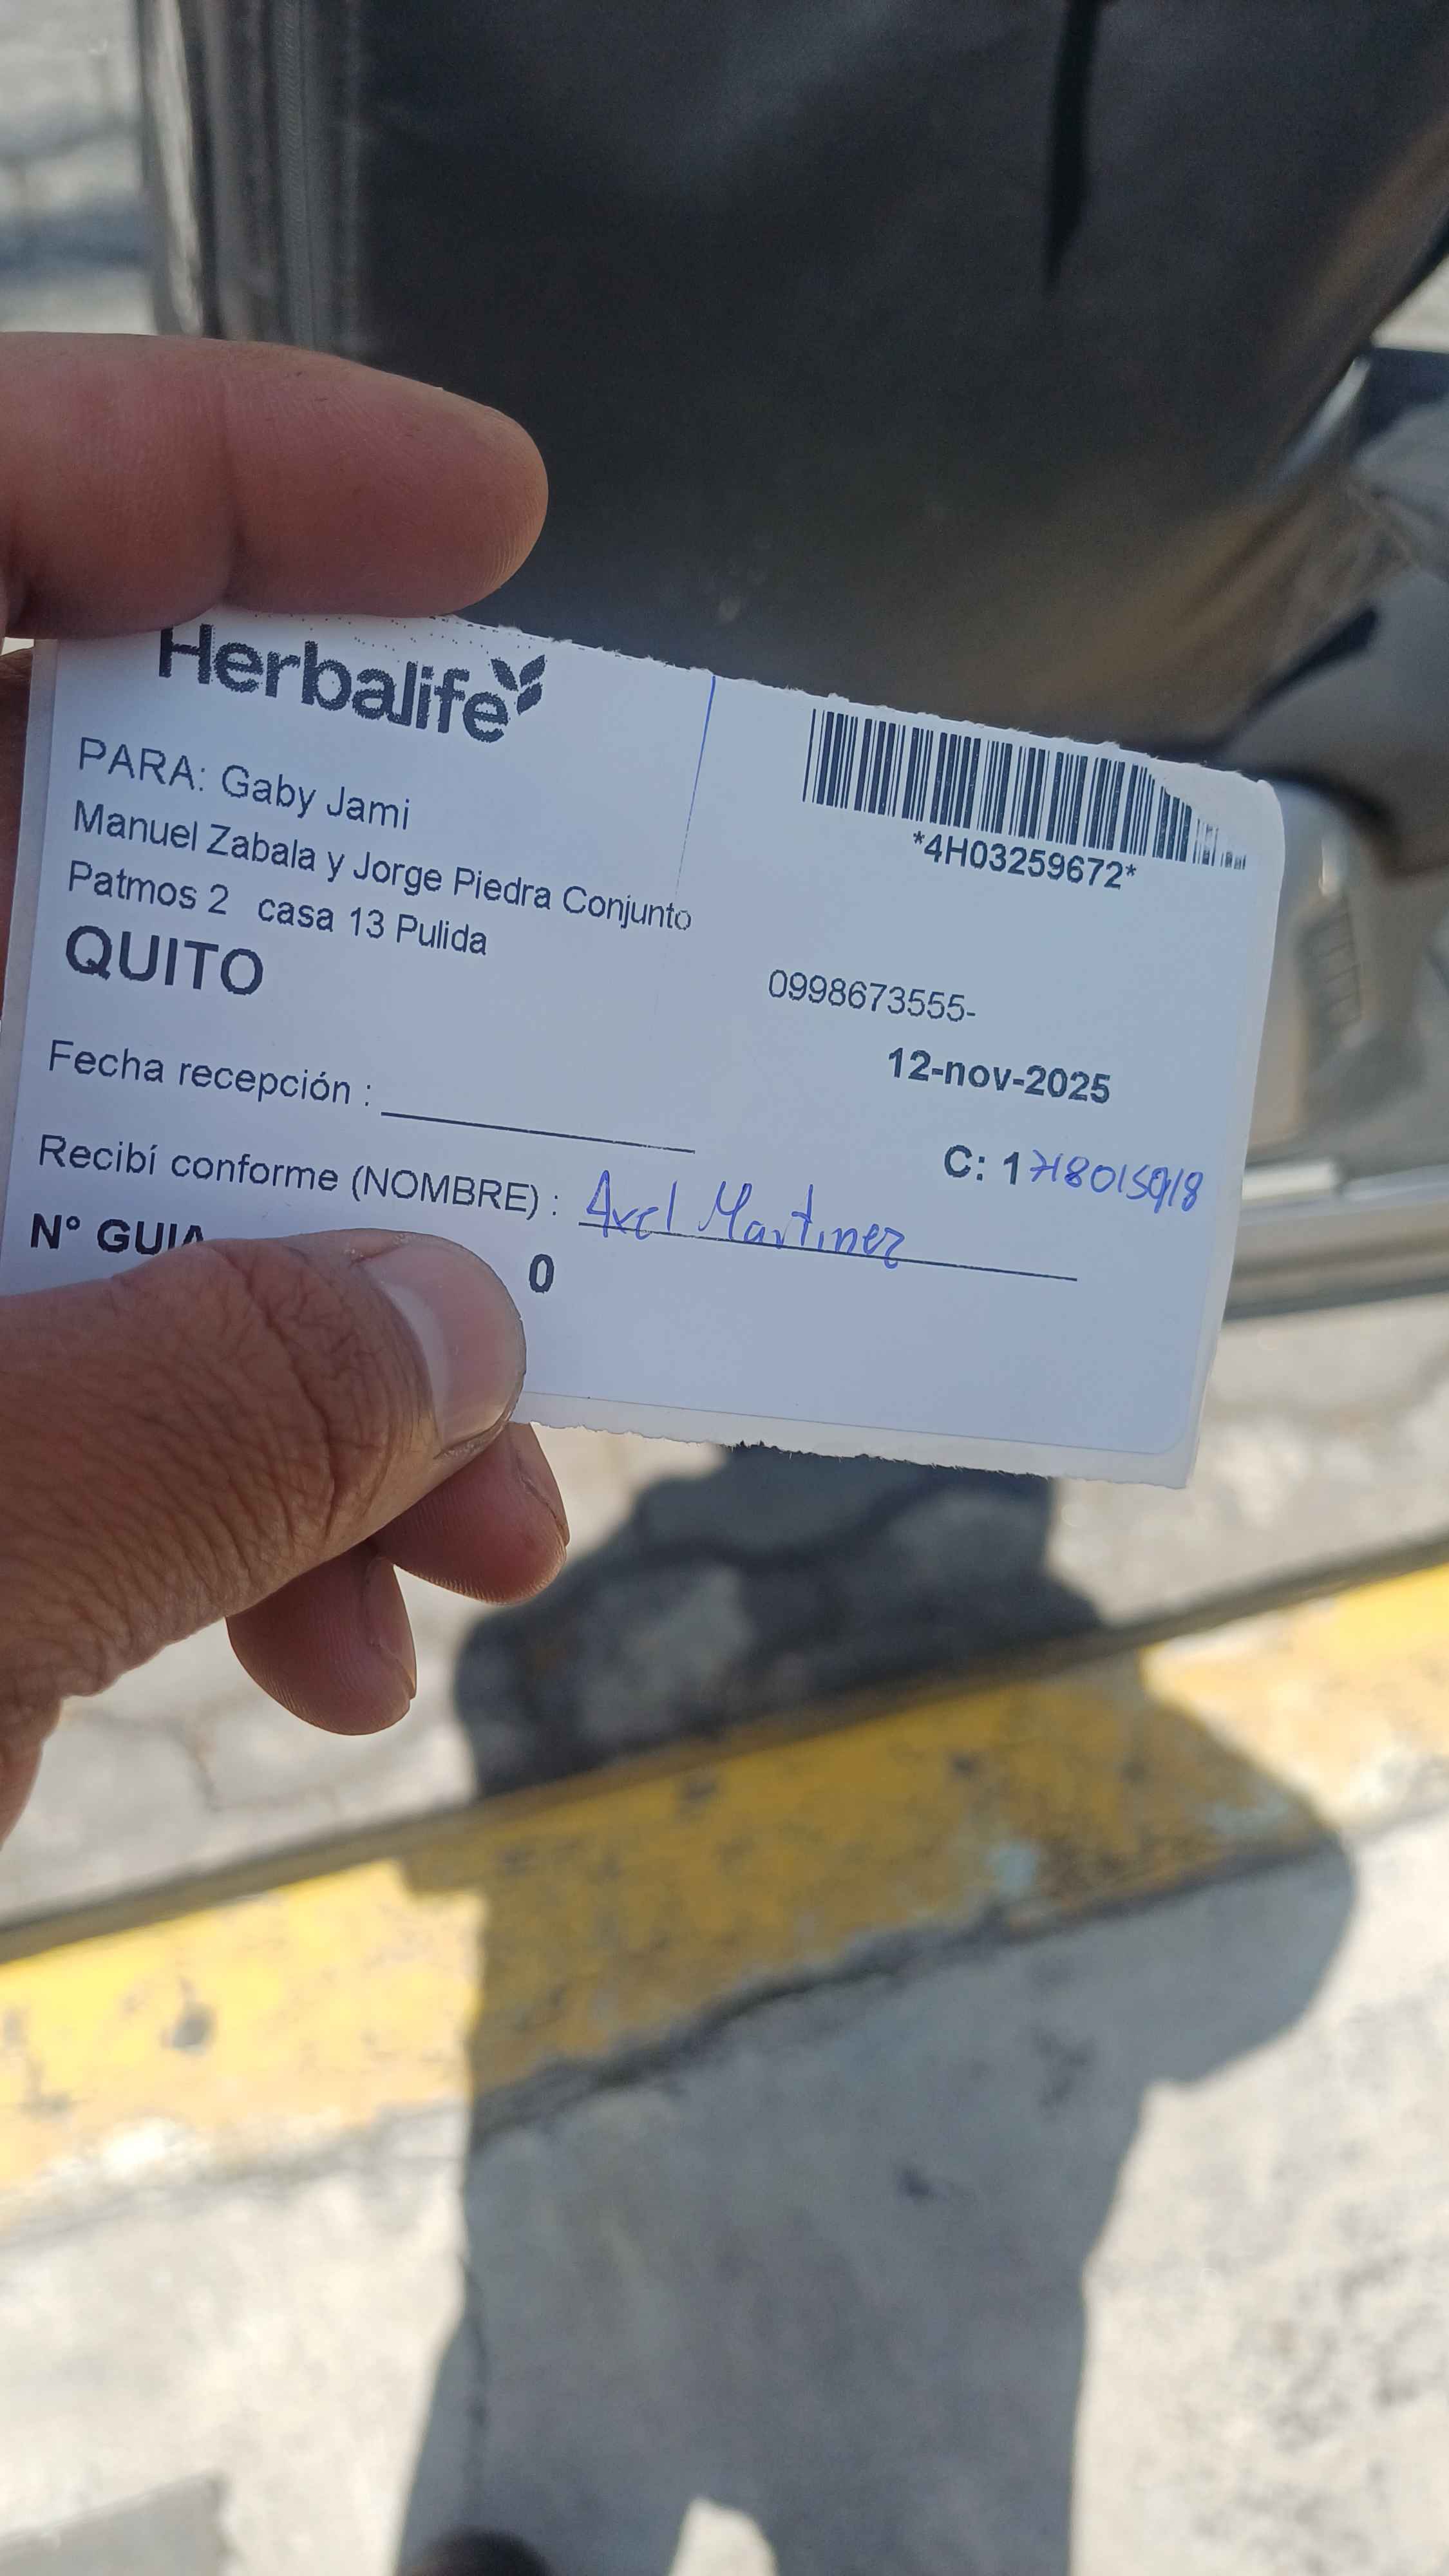 Herbalife
PARA: Gaby Jami
Manuel Zabala y Jorge Piedra Conjunto
Patmos 2 casa 13 Pulida
QUITO
*4H03259672*
0998673555-
12-nov-2025
Fecha recepción :
C: 1718015918
Recibí conforme (NOMBRE) : Axel Martinez
N° GUIA
0